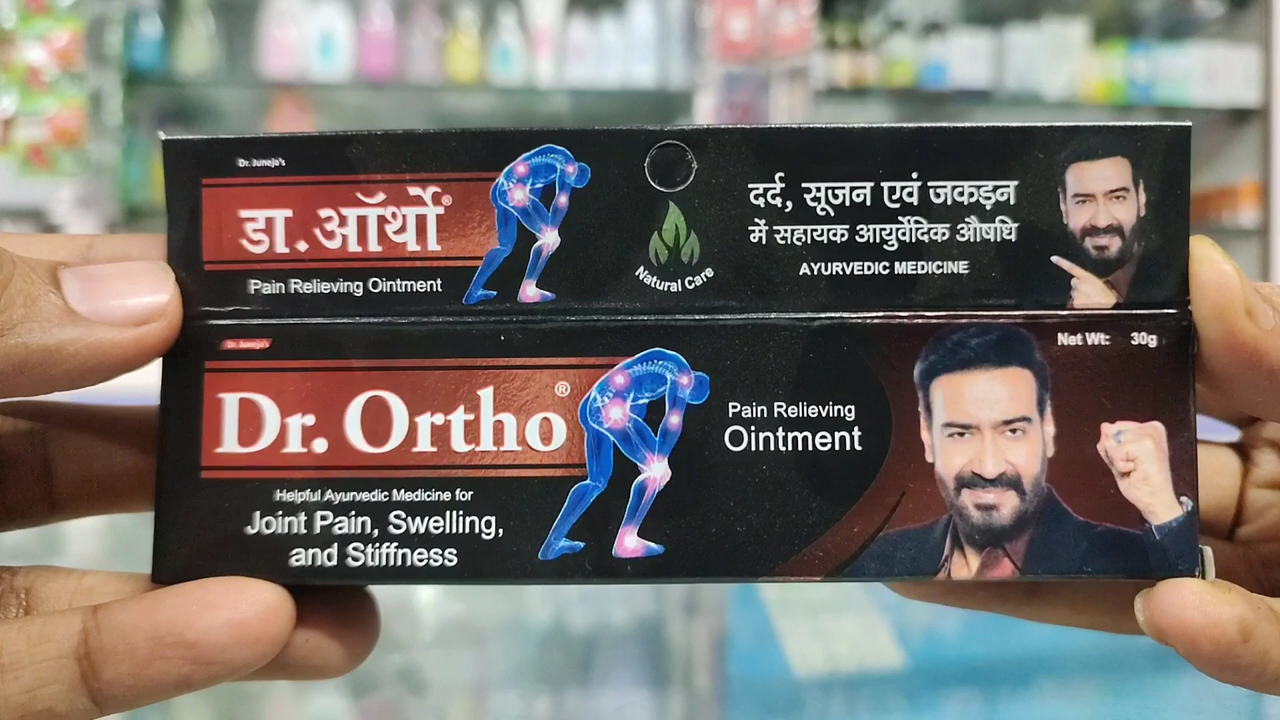 Dr. Juneja's
डा. ऑर्थो®
Pain Relieving Ointment
Natural Care
दर्द, सूजन एवं जकड़न
में सहायक आयुर्वेदिक औषधि
AYURVEDIC MEDICINE
Dr. Juneja's
Dr. Ortho®
Helpful Ayurvedic Medicine for
Joint Pain, Swelling,
and Stiffness
Pain Relieving
Ointment
Net Wt: 30g